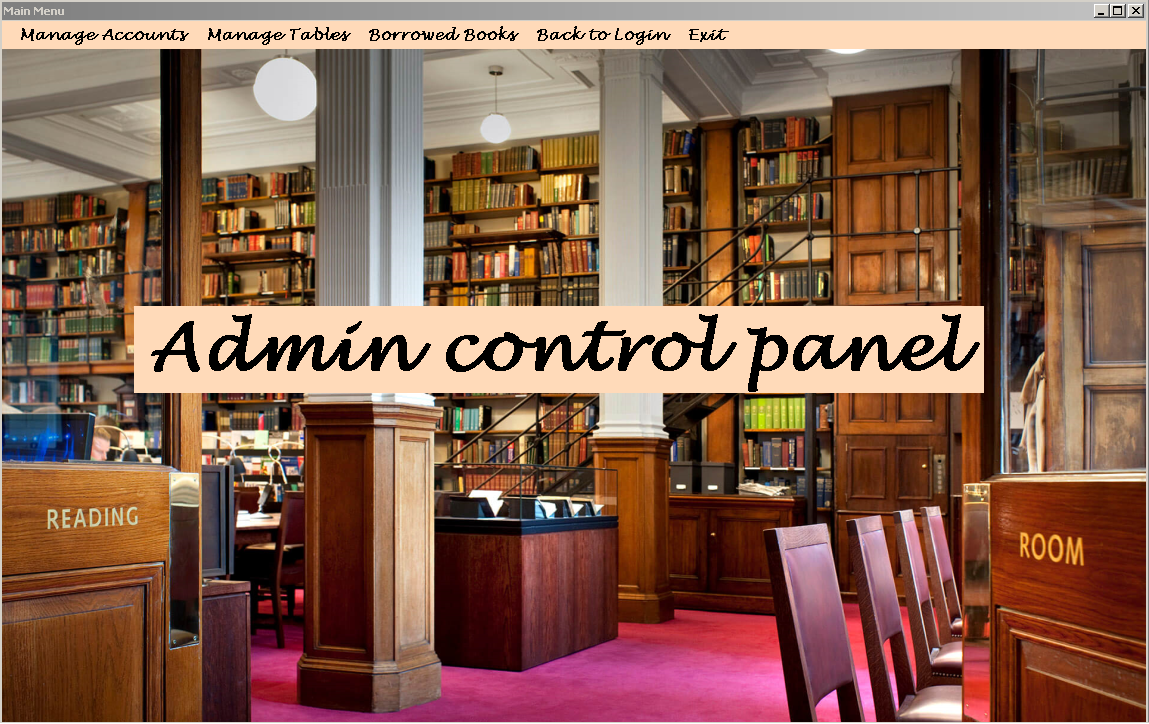 Main Menu
Manage Accounts Manage Tables Borrowed Books Back to Login Exit
Admin control panel
READING
ROOM